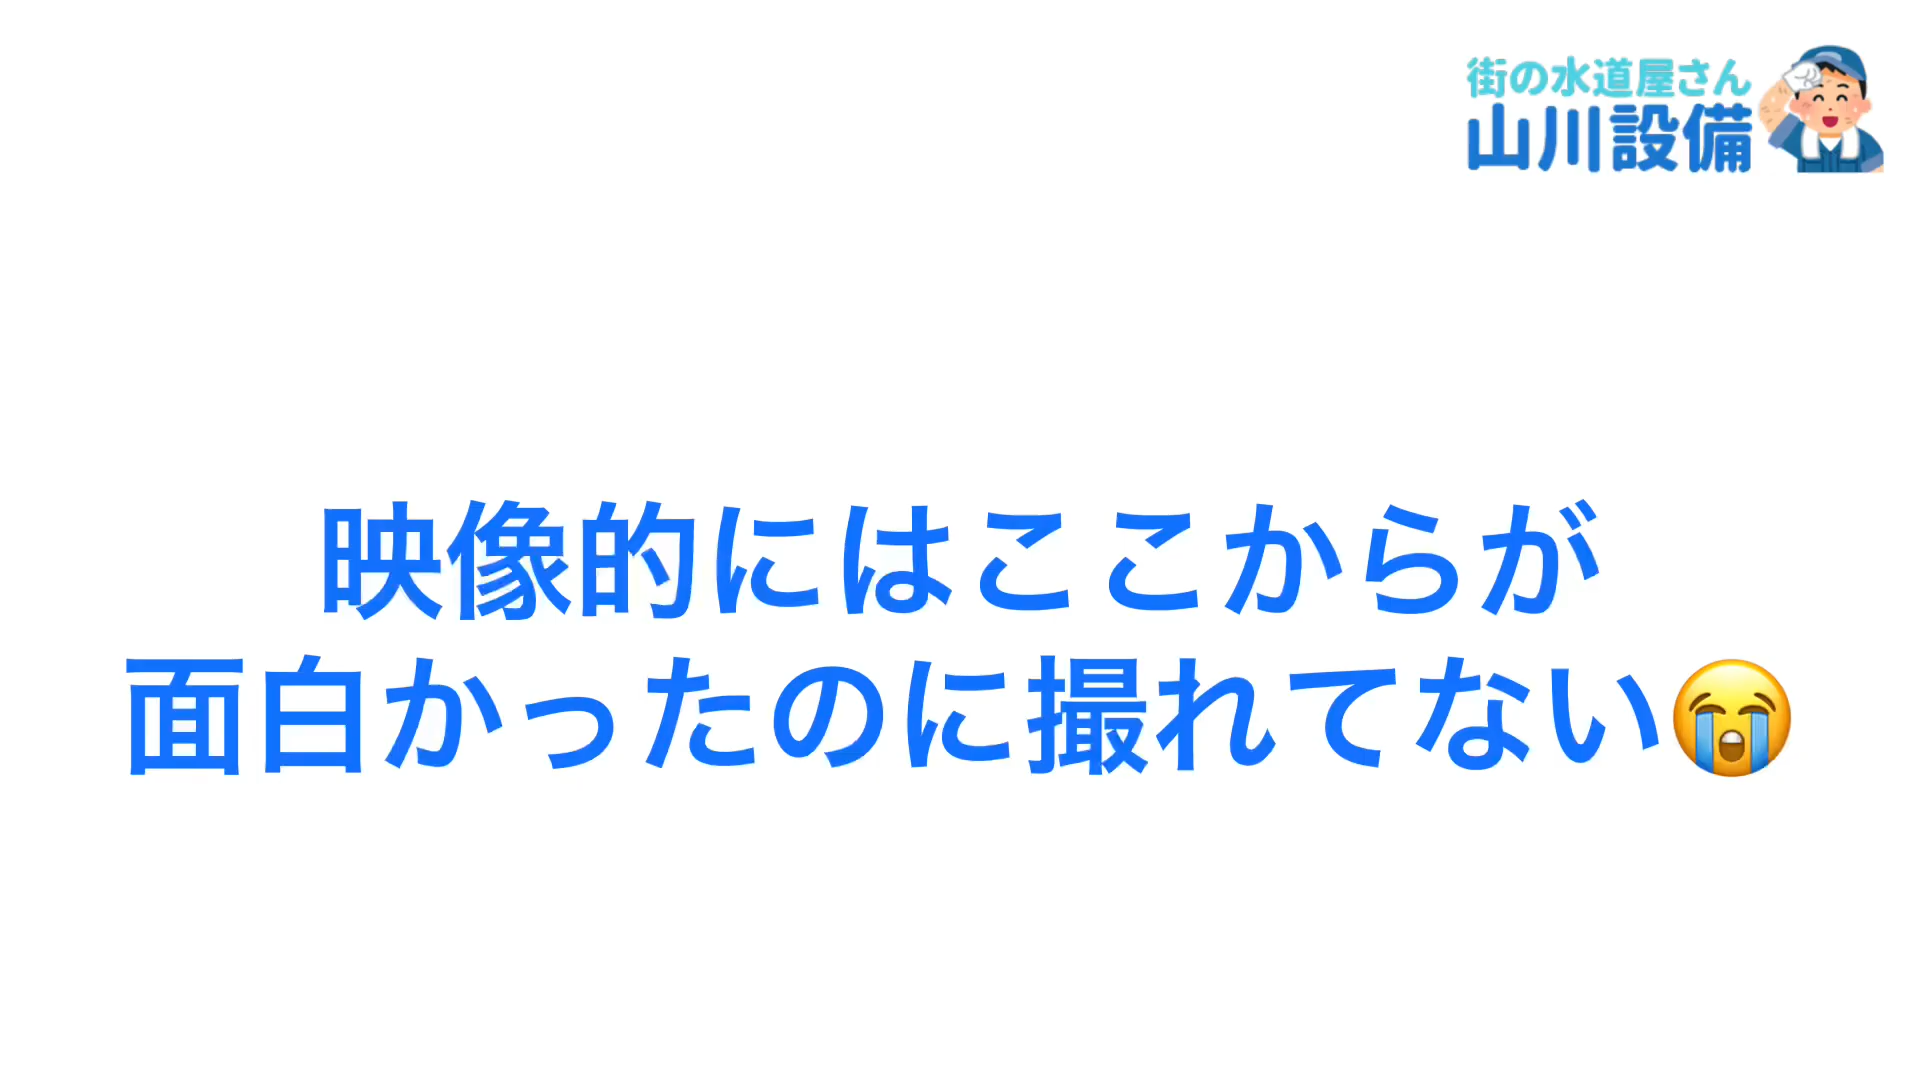 街の水道屋さん
山川設備
映像的にはここからが
面白かったのに撮れてない😭